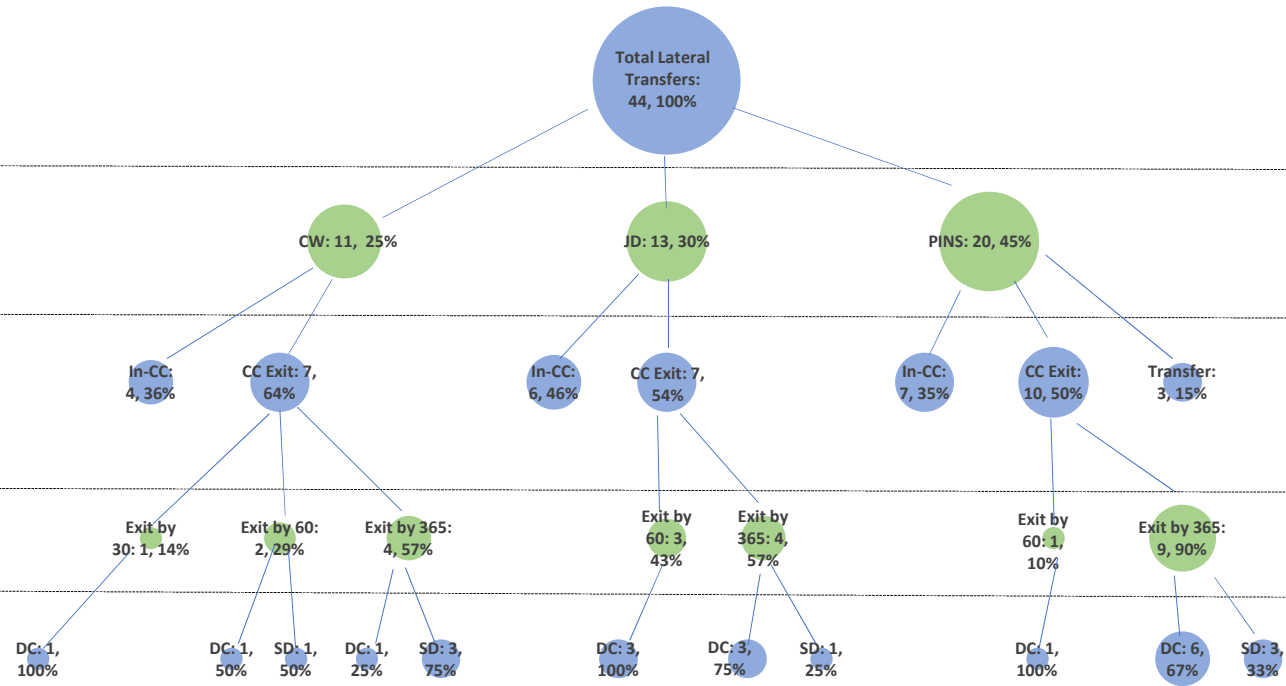 Total Lateral
Transfers:
44, 100%
CW: 11, 25%
JD: 13, 30%
PINS: 20, 45%
In-CC:
4, 36%
CC Exit: 7,
64%
In-CC:
6, 46%
CC Exit: 7,
54%
In-CC:
7, 35%
CC Exit:
10, 50%
Transfer:
3, 15%
Exit by
30: 1, 14%
Exit by 60:
2, 29%
Exit by 365:
4, 57%
Exit by
60: 3,
43%
Exit by
365: 4,
57%
Exit by
60: 1,
10%
Exit by 365:
9, 90%
DC: 1,
100%
DC: 1,
50%
SD: 1,
50%
DC: 1,
25%
SD: 3,
75%
DC: 3,
100%
DC: 3,
75%
SD: 1,
25%
DC: 1,
100%
DC: 6,
67%
SD: 3,
33%